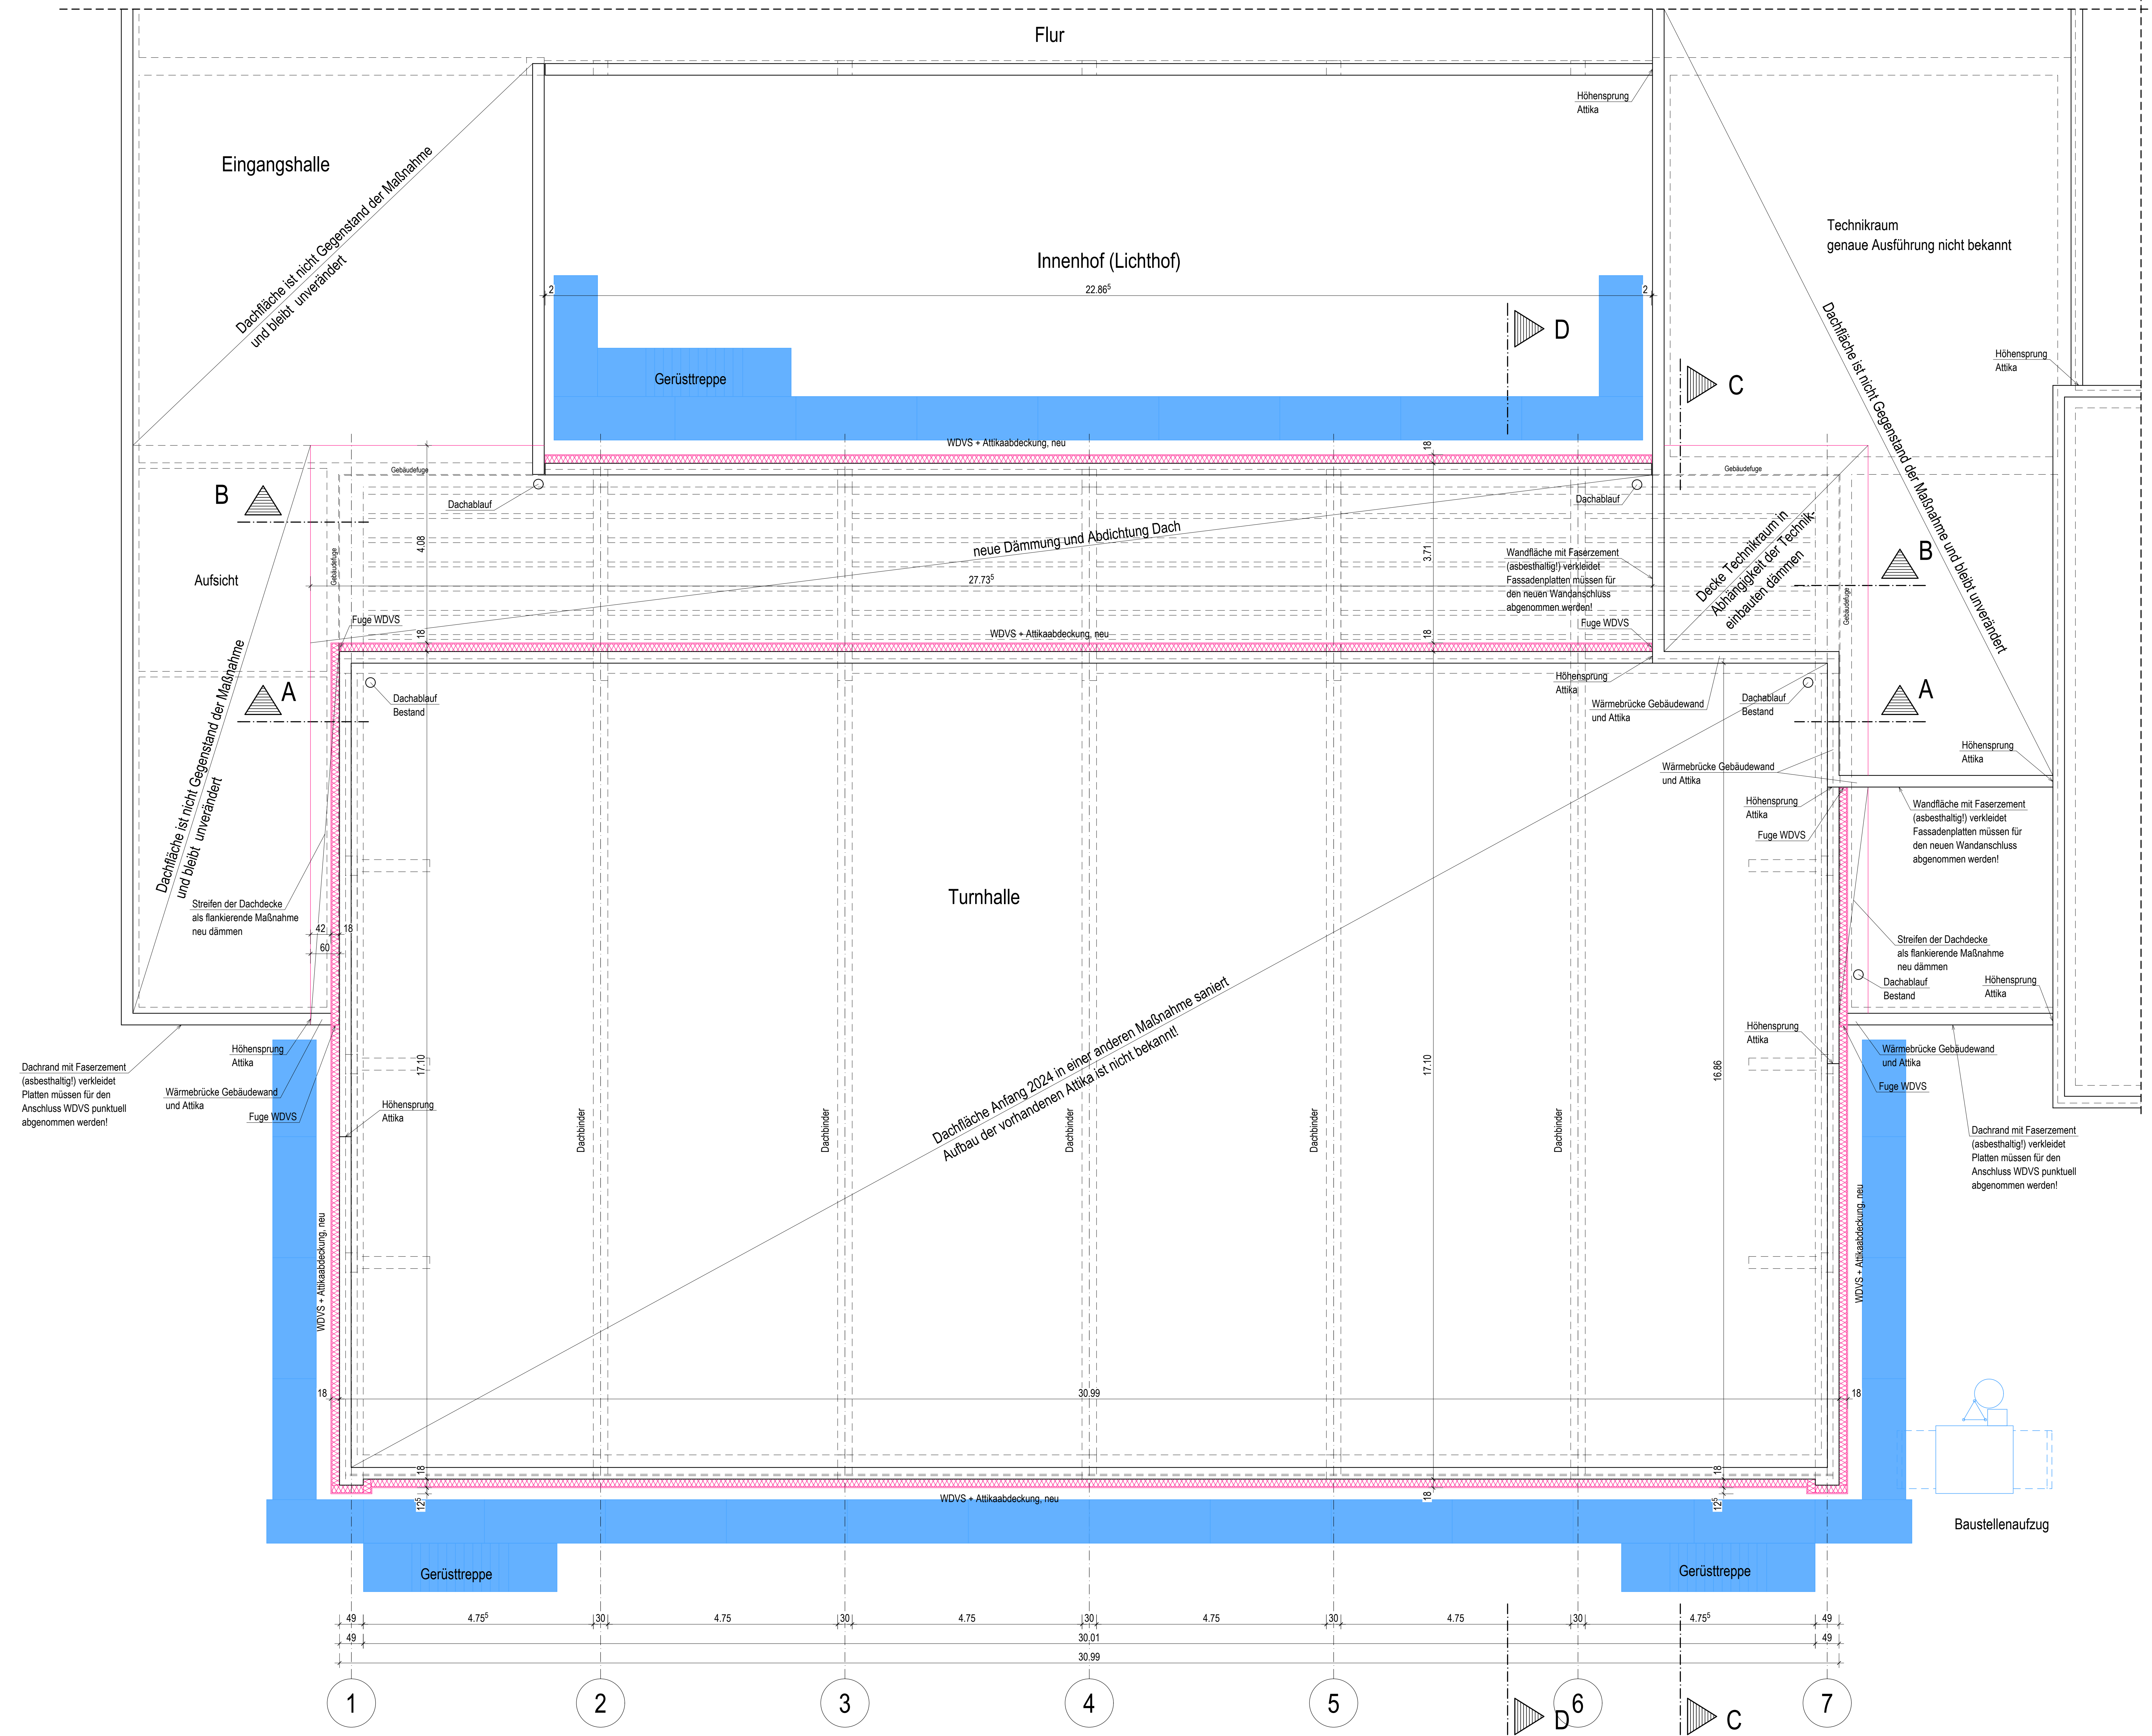 Flur
Höhensprung
Attika
Eingangshalle
Dachfläche ist nicht Gegenstand der Maßnahme
und bleibt unverändert
Technikraum
genaue Ausführung nicht bekannt
Innenhof (Lichthof)
2
22.86⁵
2
D
C
Gerüsttreppe
Höhensprung
Attika
Dachfläche ist nicht Gegenstand der Maßnahme und bleibt unverändert
WDVS + Attikaabdeckung, neu
18
Gebäudefuge
Gebäudefuge
B
Dachablauf
Dachablauf
4.08
neue Dämmung und Abdichtung Dach
3.71
Wandfläche mit Faserzement
(asbesthaltig!) verkleidet
Fassadenplatten müssen für
den neuen Wandanschluss
abgenommen werden!
Decke Technikraum in
Abhängigkeit der Technik-
einbauten dämmen
B
Gebäudefuge
Gebäudefuge
Aufsicht
27.73⁵
Fuge WDVS
Fuge WDVS
18
WDVS + Attikaabdeckung, neu
18
Höhensprung
Attika
A
Dachablauf
Bestand
Wärmebrücke Gebäudewand
und Attika
Dachablauf
Bestand
A
Dachfläche ist nicht Gegenstand der Maßnahme
und bleibt unverändert
Höhensprung
Attika
Wärmebrücke Gebäudewand
und Attika
Höhensprung
Attika
Wandfläche mit Faserzement
(asbesthaltig!) verkleidet
Fassadenplatten müssen für
den neuen Wandanschluss
abgenommen werden!
Fuge WDVS
Turnhalle
Streifen der Dachdecke
als flankierende Maßnahme
neu dämmen
42
18
60
Streifen der Dachdecke
als flankierende Maßnahme
neu dämmen
Dachablauf
Bestand
Höhensprung
Attika
Dachfläche Anfang 2024 in einer anderen Maßnahme saniert
Aufbau der vorhandenen Attika ist nicht bekannt!
Höhensprung
Attika
Höhensprung
Attika
Dachrand mit Faserzement
(asbesthaltig!) verkleidet
Platten müssen für den
Anschluss WDVS punktuell
abgenommen werden!
Wärmebrücke Gebäudewand
und Attika
Fuge WDVS
Höhensprung
Attika
17.10
17.10
16.86
Wärmebrücke Gebäudewand
und Attika
Fuge WDVS
Dachbinder
Dachbinder
Dachbinder
Dachbinder
Dachbinder
Dachrand mit Faserzement
(asbesthaltig!) verkleidet
Platten müssen für den
Anschluss WDVS punktuell
abgenommen werden!
WDVS + Attikaabdeckung, neu
WDVS + Attikaabdeckung, neu
18
30.99
18
18
12⁵
18
18
12⁵
WDVS + Attikaabdeckung, neu
Baustellenaufzug
Gerüsttreppe
Gerüsttreppe
49
4.75⁵
30
4.75
30
4.75
30
4.75
30
4.75
30
4.75⁵
49
49
30.01
49
30.99
1
2
3
4
5
6
7
D
C